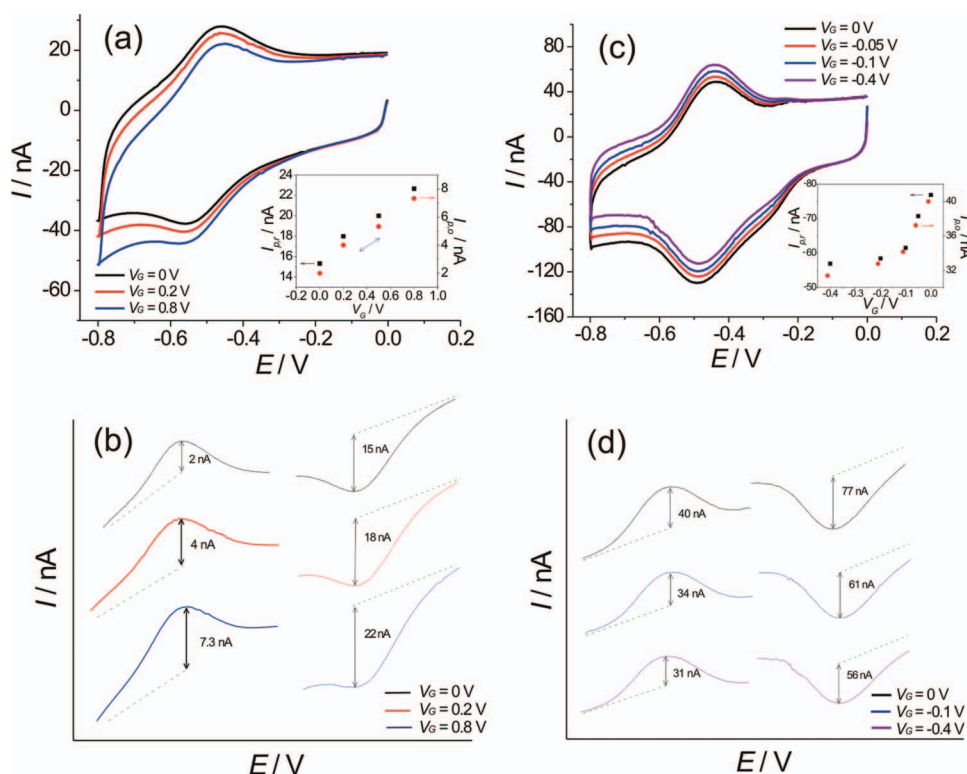 (a)
I / nA
20
0
-20
-40
-60
-0.8 -0.6 -0.4 -0.2 0.0 0.2
E / V
V_G = 0 V
V_G = 0.2 V
V_G = 0.8 V
I_p,r / nA
24
22
20
18
16
14
-0.2 0.0 0.2 0.4 0.6 0.8 1.0
V_G / V
8
6
4
2
I_p,o / nA
(c)
I / nA
80
40
0
-40
-80
-120
-160
-0.8 -0.6 -0.4 -0.2 0.0 0.2
E / V
V_G = 0 V
V_G = -0.05 V
V_G = -0.1 V
V_G = -0.4 V
I_p,r / nA
-80
-70
-60
-50
-0.4 -0.3 -0.2 -0.1 0.0
V_G / V
40
36
32
I_p,o / nA
(b)
I / nA
2 nA
15 nA
4 nA
18 nA
7.3 nA
22 nA
V_G = 0 V
V_G = 0.2 V
V_G = 0.8 V
E / V
(d)
I / nA
40 nA
77 nA
34 nA
61 nA
31 nA
56 nA
V_G = 0 V
V_G = -0.1 V
V_G = -0.4 V
E / V